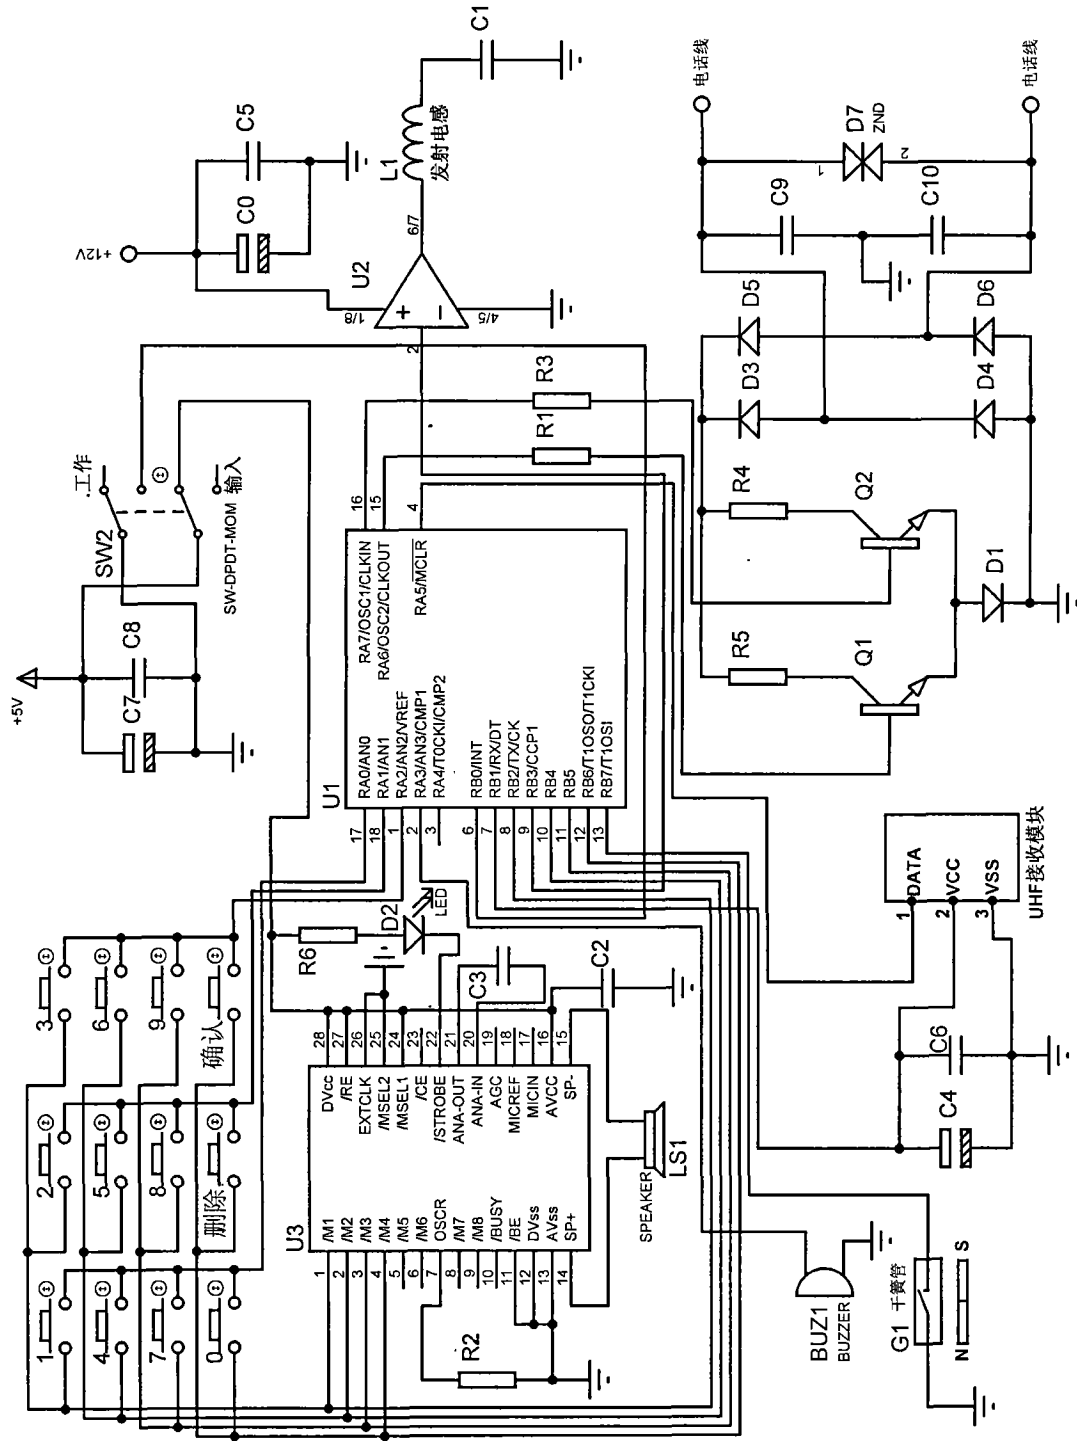 +12V
C0
C5
L1
发射电感
C1
U2
1/8
6/7
4/5
2
+
−
+5V
C7
C8
SW2
.工作
SW-DPDT-MOM
输入
1
2
3
4
5
6
7
8
9
0
删除
确认
U1
17
18
1
2
3
6
7
8
9
10
11
12
13
RA0/AN0
RA1/AN1
RA2/AN2/VREF
RA3/AN3/CMP1
RA4/T0CKI/CMP2
RB0/INT
RB1/RX/DT
RB2/TX/CK
RB3/CCP1
RB4
RB5
RB6/T1OSO/T1CKI
RB7/T1OSI
RA7/OSC1/CLKIN
RA6/OSC2/CLKOUT
RA5/MCLR
16
15
4
R1
R3
U3
1
2
3
4
5
6
7
8
9
10
11
12
13
14
/M1
/M2
/M3
/M4
/M5
/M6
OSCR
/M7
/M8
/BUSY
/BE
DVss
AVss
SP+
DVcc
/RE
EXTCLK
/MSEL2
/MSEL1
/CE
/STROBE
ANA-OUT
ANA-IN
AGC
MICREF
MICIN
AVCC
SP-
28
27
26
25
24
23
22
21
20
19
18
17
16
15
R6
D2
LED
C3
C2
R2
LS1
SPEAKER
BUZ1
BUZZER
G1
干簧管
N
S
C4
C6
1
2
3
DATA
VCC
VSS
UHF接收模块
R5
R4
Q1
Q2
D1
D3
D5
D4
D6
C9
C10
D7
ZND
1
2
电话线
电话线